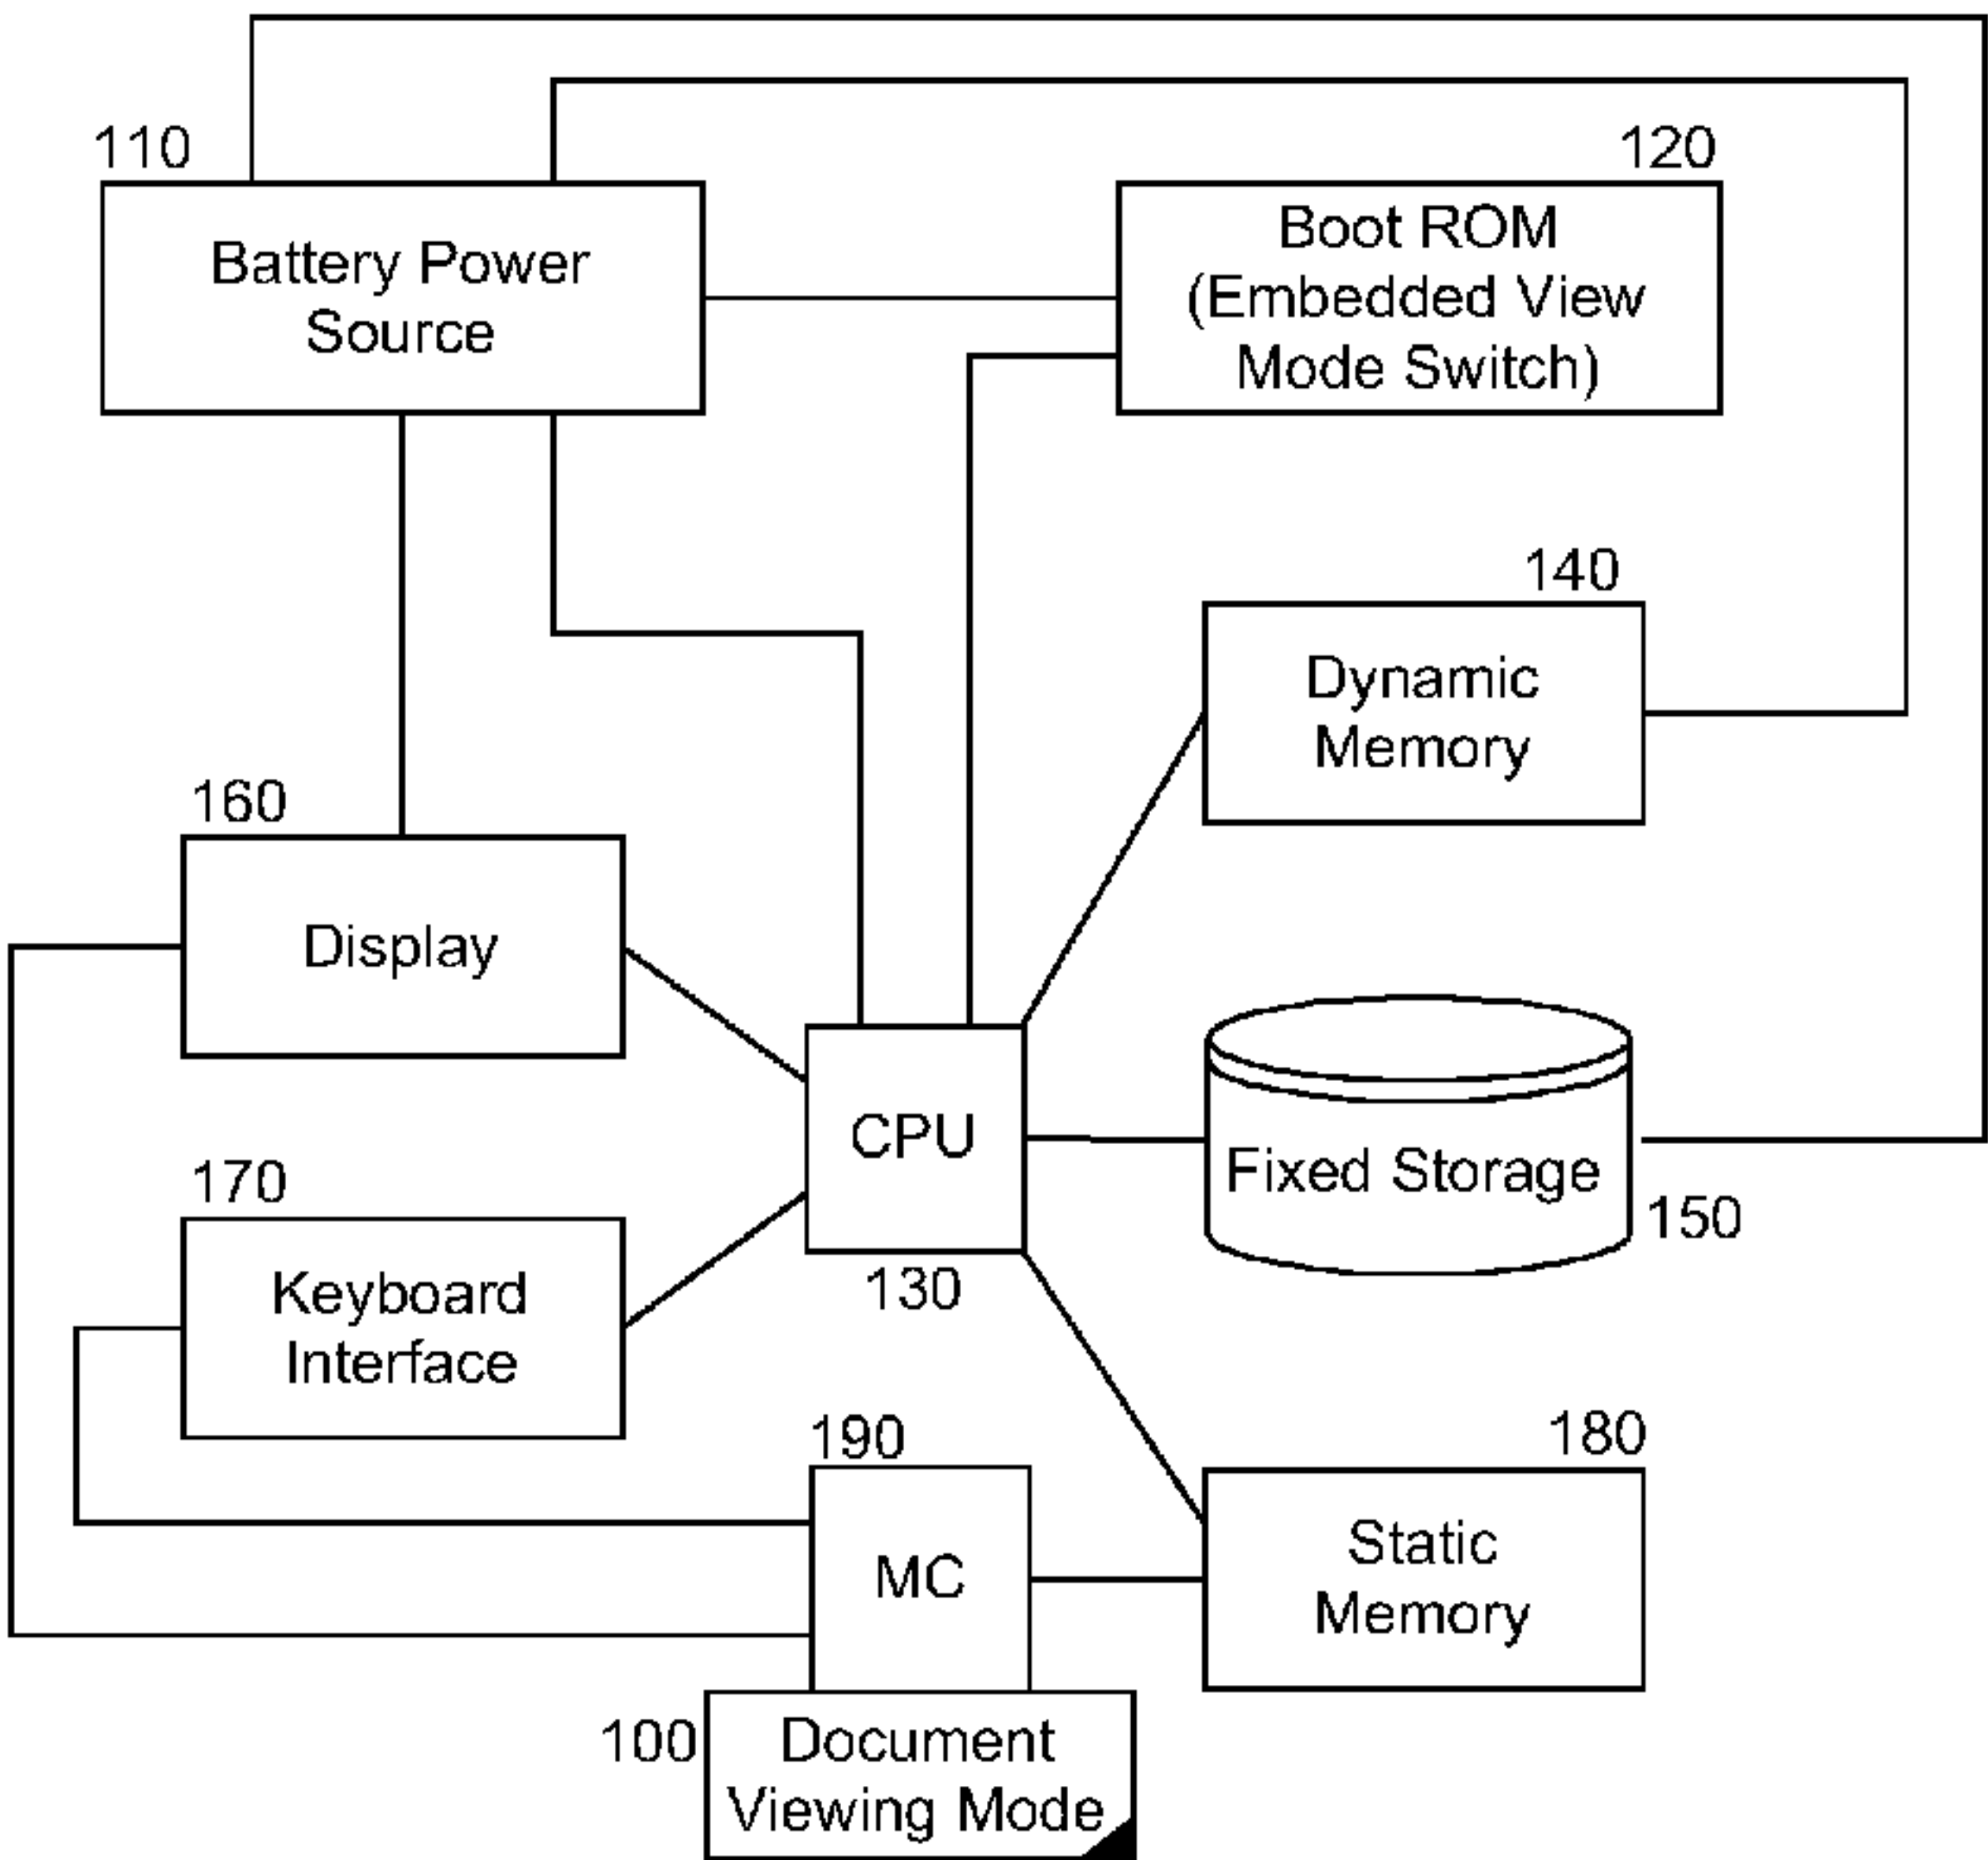 110
Battery Power
Source
120
Boot ROM
(Embedded View
Mode Switch)
140
Dynamic
Memory
160
Display
CPU
130
Fixed Storage
150
170
Keyboard
Interface
190
MC
180
Static
Memory
100
Document
Viewing Mode